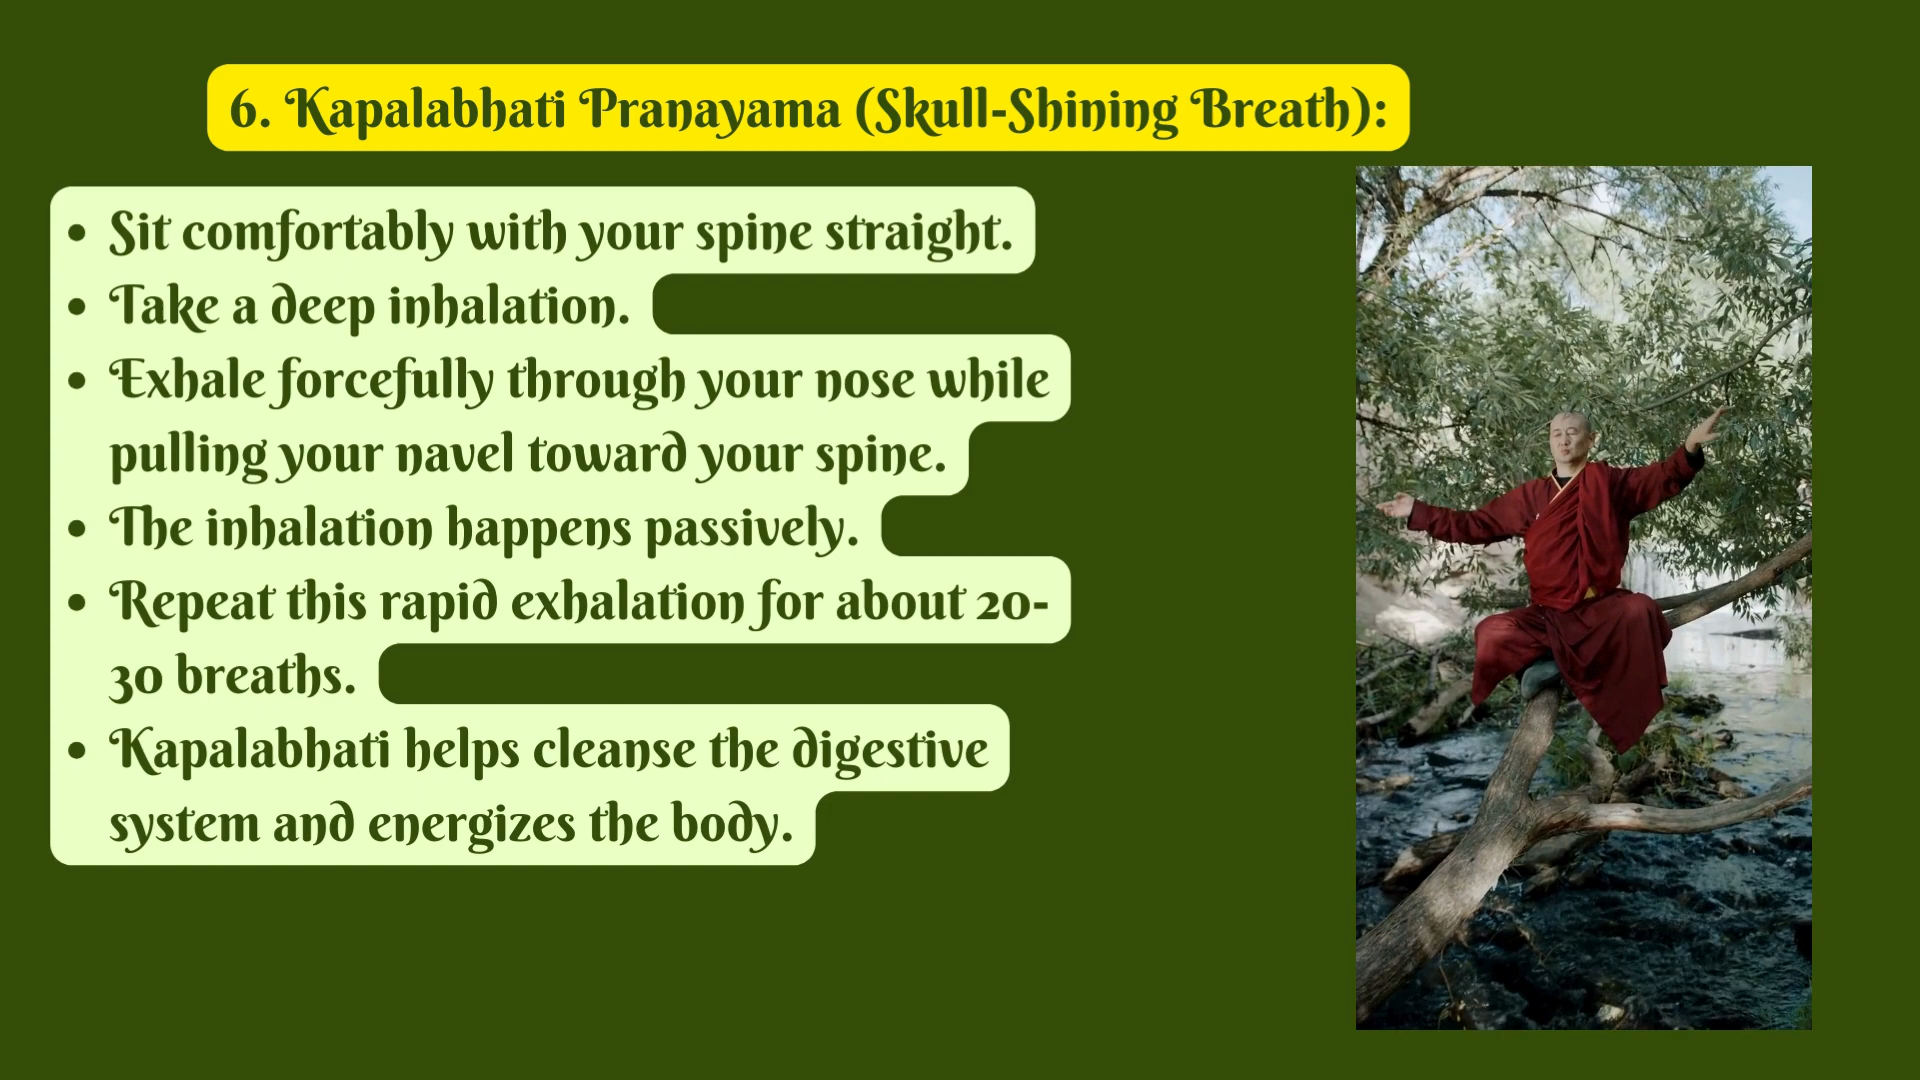 6. Kapalabhati Pranayama (Skull-Shining Breath):
• Sit comfortably with your spine straight.
• Take a deep inhalation.
• Exhale forcefully through your nose while
pulling your navel toward your spine.
• The inhalation happens passively.
• Repeat this rapid exhalation for about 20-
30 breaths.
• Kapalabhati helps cleanse the digestive
system and energizes the body.